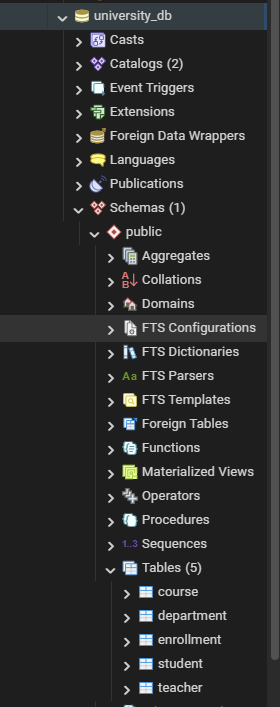 university_db
Casts
Catalogs (2)
Event Triggers
Extensions
Foreign Data Wrappers
Languages
Publications
Schemas (1)
public
Aggregates
Collations
Domains
FTS Configurations
FTS Dictionaries
Aa FTS Parsers
FTS Templates
Foreign Tables
Functions
Materialized Views
Operators
Procedures
1..3 Sequences
Tables (5)
course
department
enrollment
student
teacher